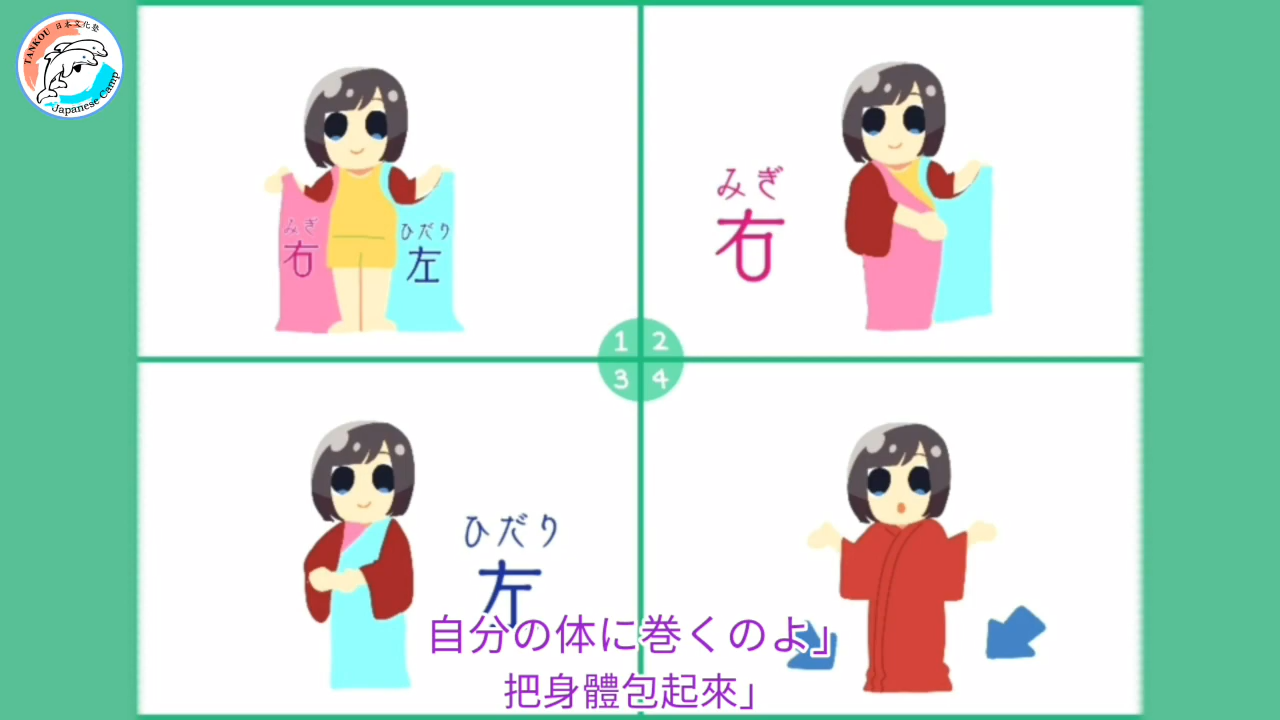 TANKOU 日本文化塾
Japanese Camp
みぎ
右
ひだり
左
みぎ
右
1 2
3 4
ひだり
左
自分の体に巻くのよ」
把身體包起來」